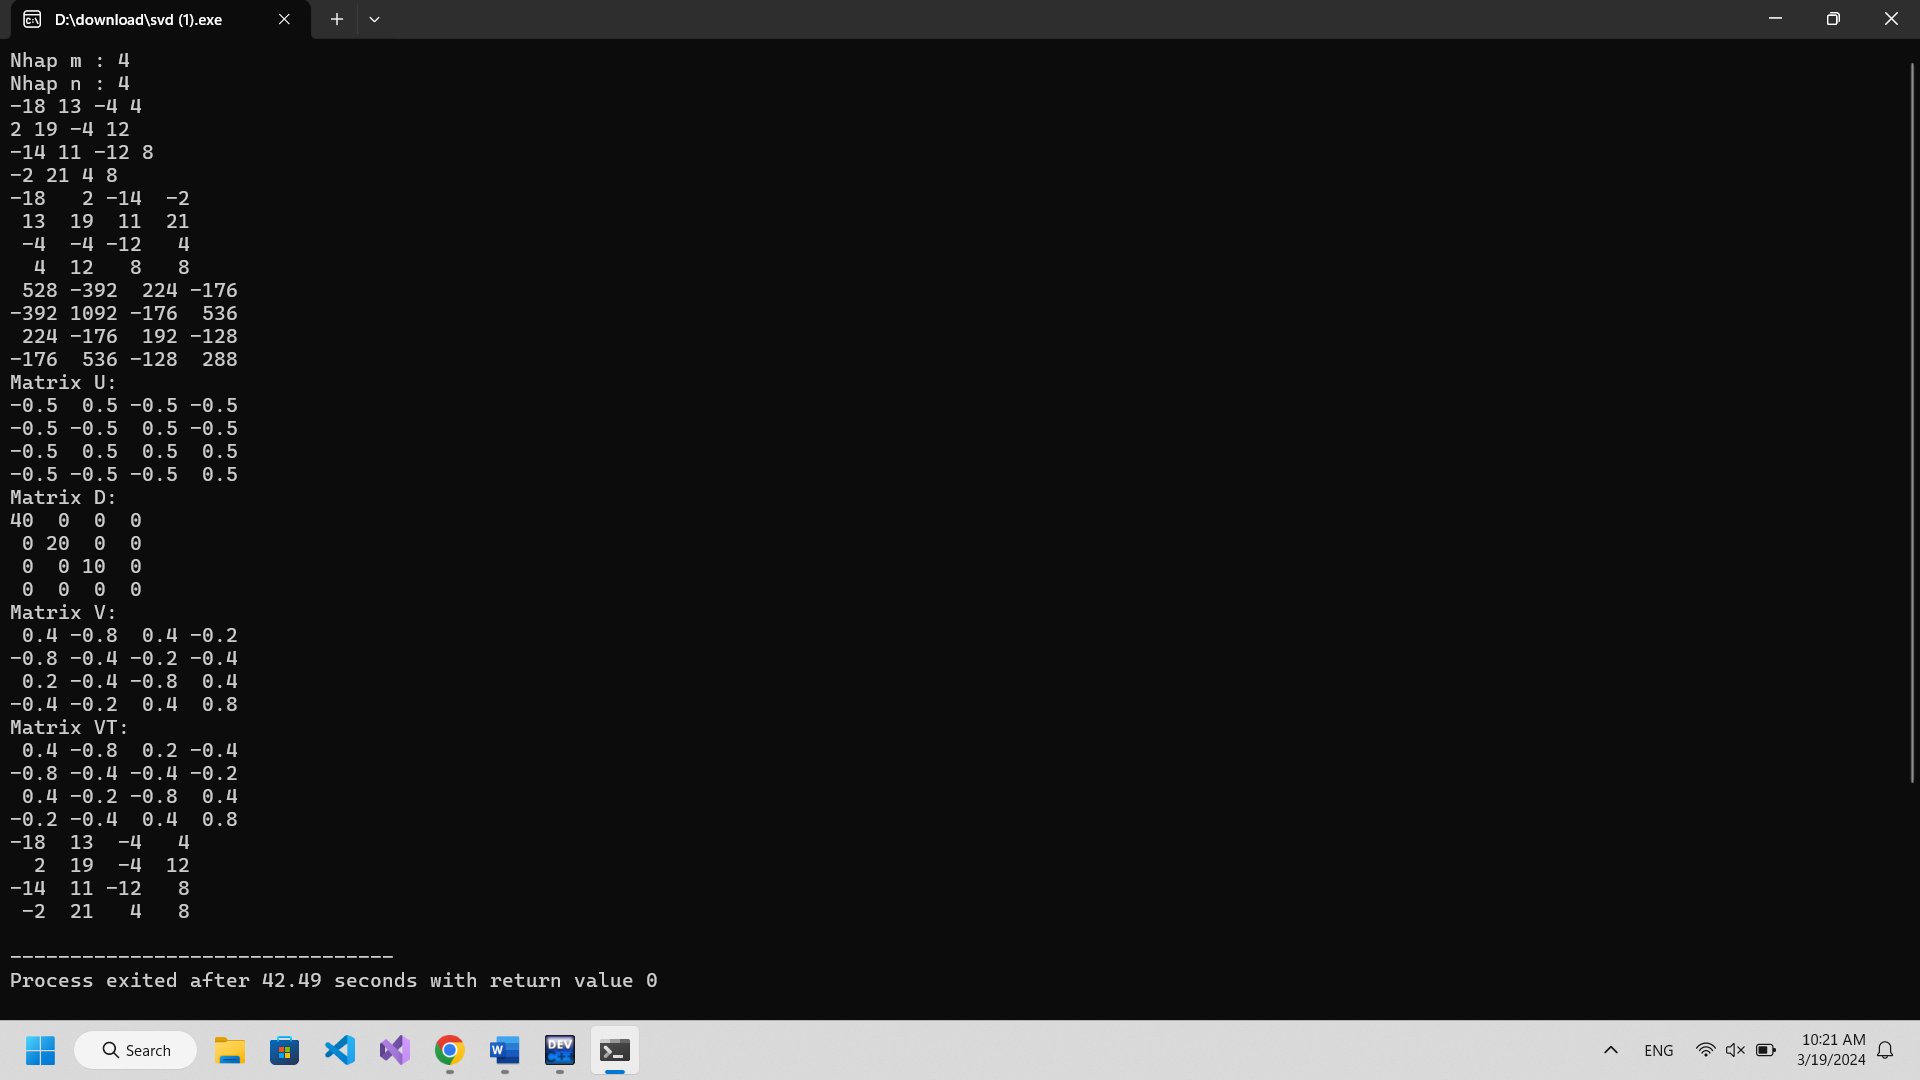 D:\download\svd (1).exe
Nhap m : 4
Nhap n : 4
-18 13 -4 4
2 19 -4 12
-14 11 -12 8
-2 21 4 8
-18   2 -14  -2
 13  19  11  21
 -4  -4 -12   4
  4  12   8   8
 528 -392  224 -176
-392 1092 -176  536
 224 -176  192 -128
-176  536 -128  288
Matrix U:
-0.5  0.5 -0.5 -0.5
-0.5 -0.5  0.5 -0.5
-0.5  0.5  0.5  0.5
-0.5 -0.5 -0.5  0.5
Matrix D:
40  0  0  0
 0 20  0  0
 0  0 10  0
 0  0  0  0
Matrix V:
 0.4 -0.8  0.4 -0.2
-0.8 -0.4 -0.2 -0.4
 0.2 -0.4 -0.8  0.4
-0.4 -0.2  0.4  0.8
Matrix VT:
 0.4 -0.8  0.2 -0.4
-0.8 -0.4 -0.4 -0.2
 0.4 -0.2 -0.8  0.4
-0.2 -0.4  0.4  0.8
-18  13  -4   4
  2  19  -4  12
-14  11 -12   8
 -2  21   4   8
--------------------------------
Process exited after 42.49 seconds with return value 0
Search
W
DEV
C++
ENG
10:21 AM
3/19/2024